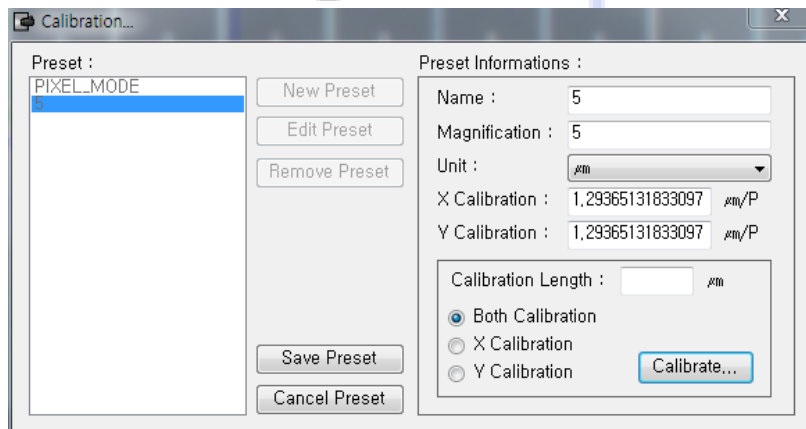 Calibration...
x
Preset :
PIXEL_MODE
5
New Preset
Edit Preset
Remove Preset
Save Preset
Cancel Preset
Preset Informations :
Name : 5
Magnification : 5
Unit : μm
X Calibration : 1,29365131833097 μm/P
Y Calibration : 1,29365131833097 μm/P
Calibration Length : μm
Both Calibration
X Calibration
Y Calibration
Calibrate...